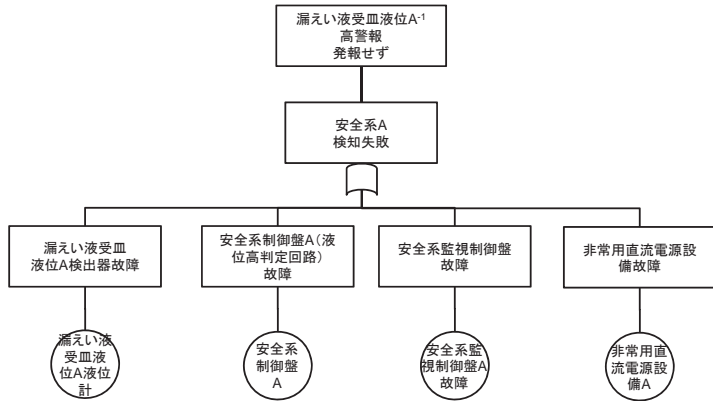 漏えい液受皿液位A-1
高警報
発報せず
安全系A
検知失敗
漏えい液受皿
液位A検出器故障
安全系制御盤A(液
位高判定回路)
故障
安全系監視制御盤
故障
非常用直流電源設
備故障
漏えい液
受皿液
位A液位
計
安全系
制御盤
A
安全系監
視制御盤A
故障
非常用直
流電源設
備A